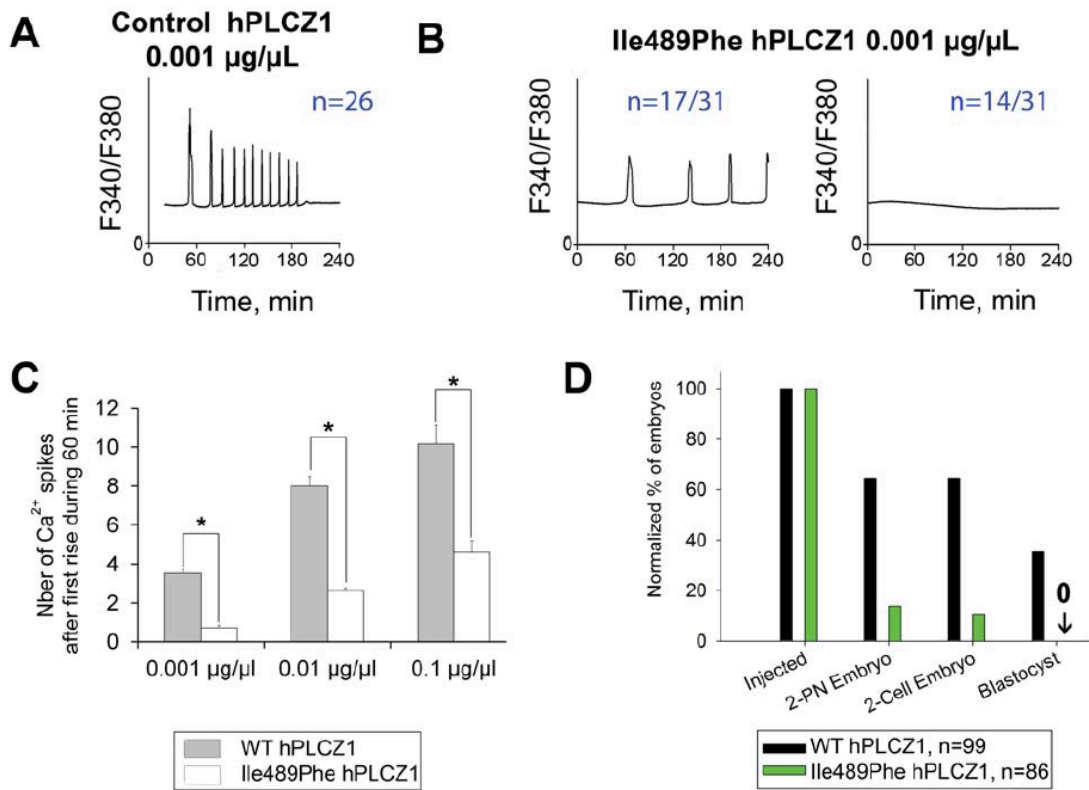 A
Control hPLCZ1
0.001 µg/µL
n=26
F340/F380
0
0 60 120 180 240
Time, min
B
Ile489Phe hPLCZ1 0.001 µg/µL
n=17/31
F340/F380
0
0 60 120 180 240
Time, min
n=14/31
F340/F380
0
0 60 120 180 240
Time, min
C
Nber of Ca2+ spikes
after first rise during 60 min
12
10
8
6
4
2
0
*
*
*
0.001 µg/µl 0.01 µg/µl 0.1 µg/µl
WT hPLCZ1
Ile489Phe hPLCZ1
D
Normalized % of embryos
100
80
60
40
20
0
0
Injected
2-PN Embryo
2-Cell Embryo
Blastocyst
WT hPLCZ1, n=99
Ile489Phe hPLCZ1, n=86